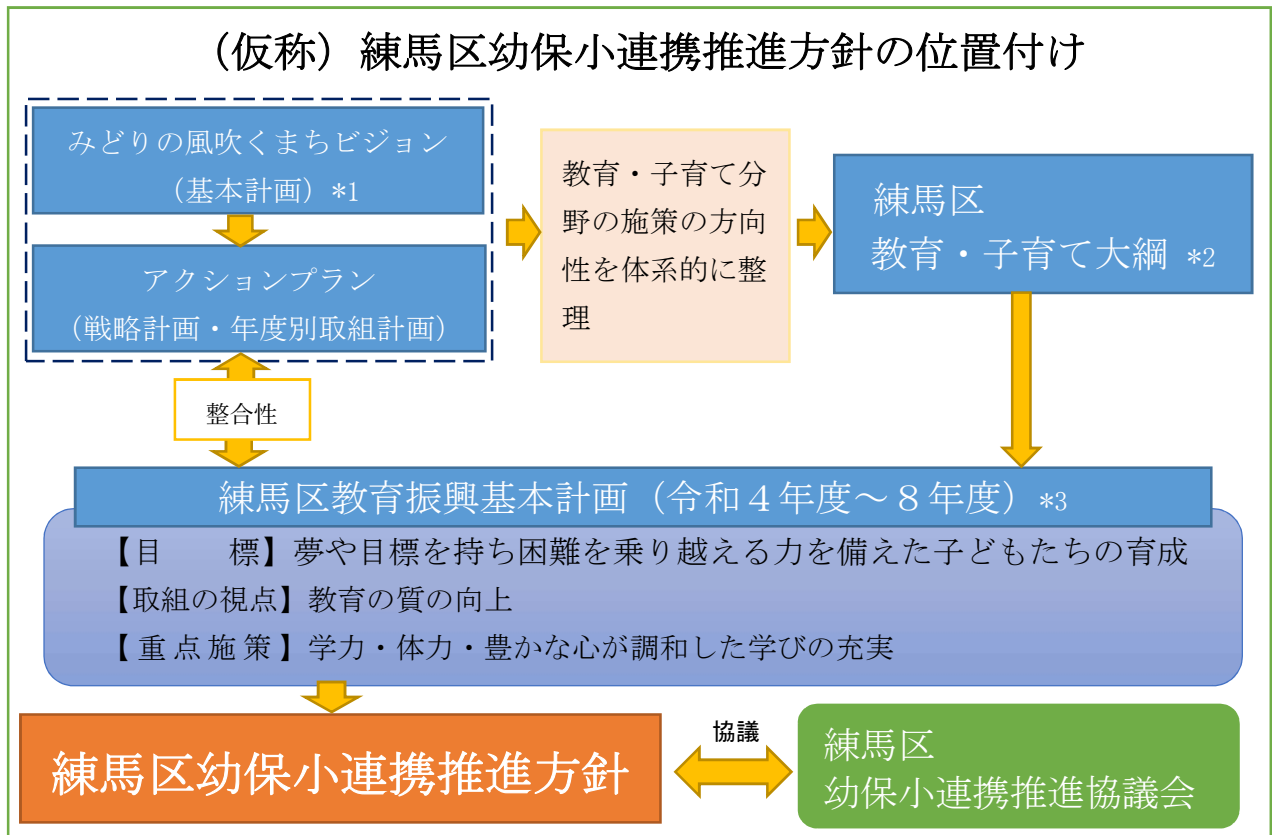 (仮称)練馬区幼保小連携推進方針の位置付け
みどりの風吹くまちビジョン
(基本計画)*1
アクションプラン
(戦略計画・年度別取組計画)
教育・子育て分
野の施策の方向
性を体系的に整
理
練馬区
教育・子育て大綱 *2
整合性
練馬区教育振興基本計画(令和4年度~8年度)*3
【目　　標】夢や目標を持ち困難を乗り越える力を備えた子どもたちの育成
【取組の視点】教育の質の向上
【重点施策】学力・体力・豊かな心が調和した学びの充実
練馬区幼保小連携推進方針
協議
練馬区
幼保小連携推進協議会